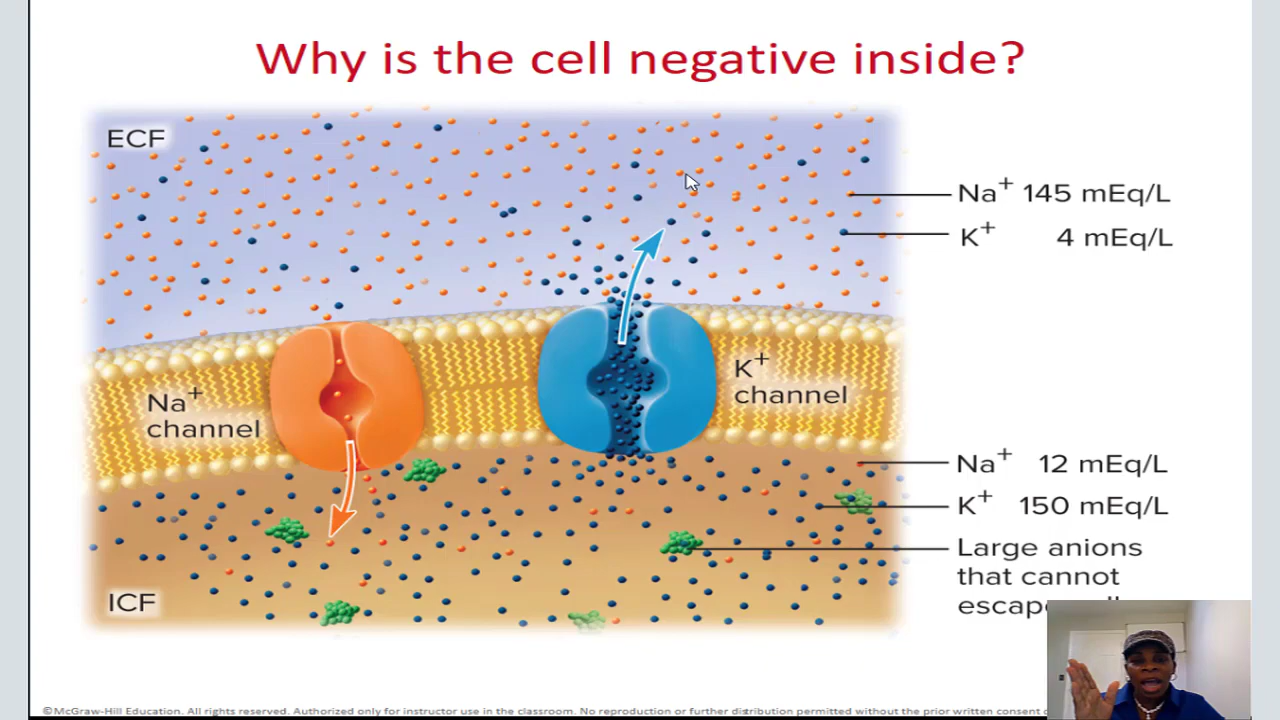 Why is the cell negative inside?
ECF
Na+ 145 mEq/L
K+ 4 mEq/L
K+
channel
Na+
channel
Na+ 12 mEq/L
K+ 150 mEq/L
Large anions
that cannot
ICF
©McGraw-Hill Education. All rights reserved. Authorized only for instructor use in the classroom. No reproduction or further distribution permitted without the prior written consent